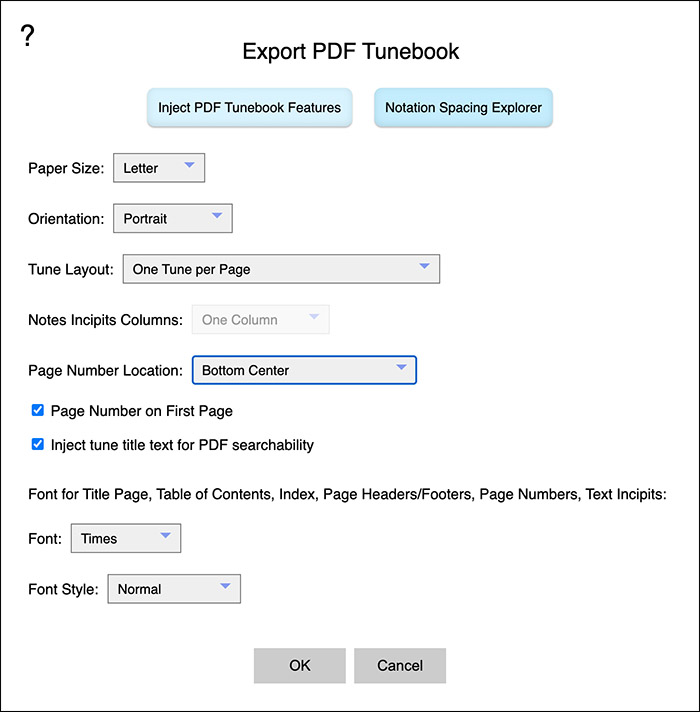 ?
Export PDF Tunebook
Inject PDF Tunebook Features Notation Spacing Explorer
Paper Size: Letter
Orientation: Portrait
Tune Layout: One Tune per Page
Notes Incipits Columns: One Column
Page Number Location: Bottom Center
Page Number on First Page
Inject tune title text for PDF searchability
Font for Title Page, Table of Contents, Index, Page Headers/Footers, Page Numbers, Text Incipits:
Font: Times
Font Style: Normal
OK Cancel